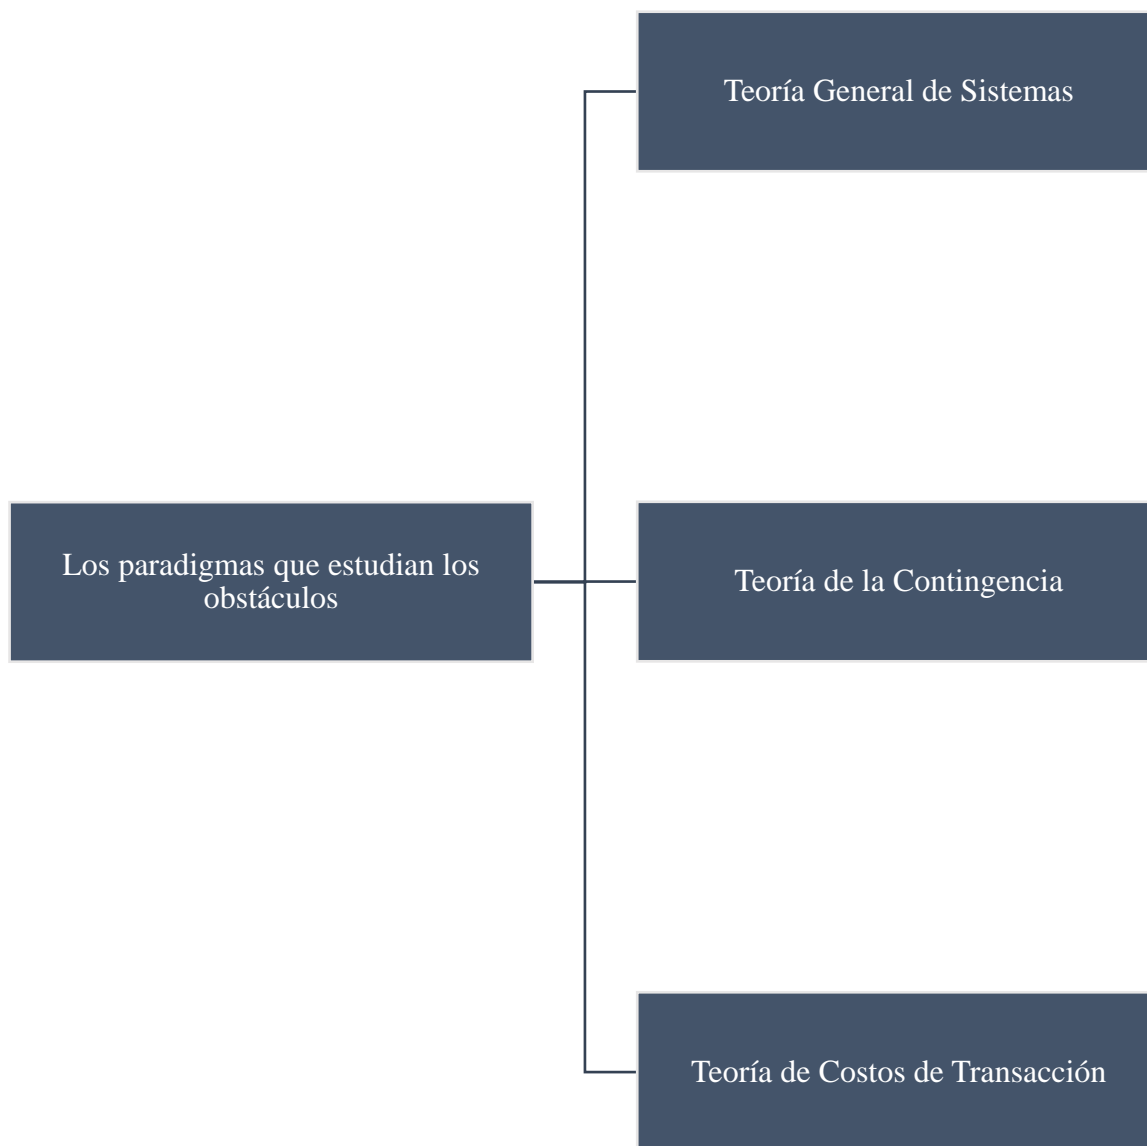 Teoría General de Sistemas
Los paradigmas que estudian los
obstáculos
Teoría de la Contingencia
Teoría de Costos de Transacción